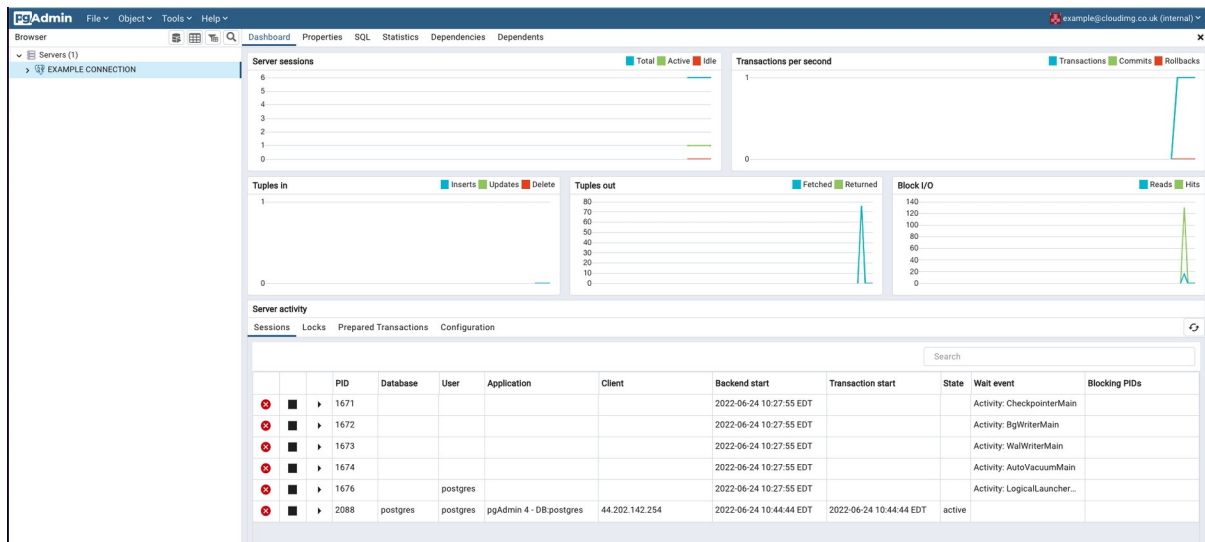 pgAdmin File Object Tools Help example@cloudimg.co.uk (internal)
Browser Dashboard Properties SQL Statistics Dependencies Dependents
Servers (1)
EXAMPLE CONNECTION
Server sessions Total Active Idle
6
5
4
3
2
1
0
Transactions per second Transactions Commits Rollbacks
1
0
Tuples in Inserts Updates Delete
1
0
Tuples out Fetched Returned
80
70
60
50
40
30
20
10
0
Block I/O Reads Hits
140
120
100
80
60
40
20
0
Server activity
Sessions Locks Prepared Transactions Configuration
Search
PID Database User Application Client Backend start Transaction start State Wait event Blocking PIDs
1671 2022-06-24 10:27:55 EDT Activity: CheckpointerMain
1672 2022-06-24 10:27:55 EDT Activity: BgWriterMain
1673 2022-06-24 10:27:55 EDT Activity: WalWriterMain
1674 2022-06-24 10:27:55 EDT Activity: AutoVacuumMain
1676 postgres 2022-06-24 10:27:55 EDT Activity: LogicalLauncher...
2088 postgres postgres pgAdmin 4 - DB:postgres 44.202.142.254 2022-06-24 10:44:44 EDT 2022-06-24 10:44:44 EDT active